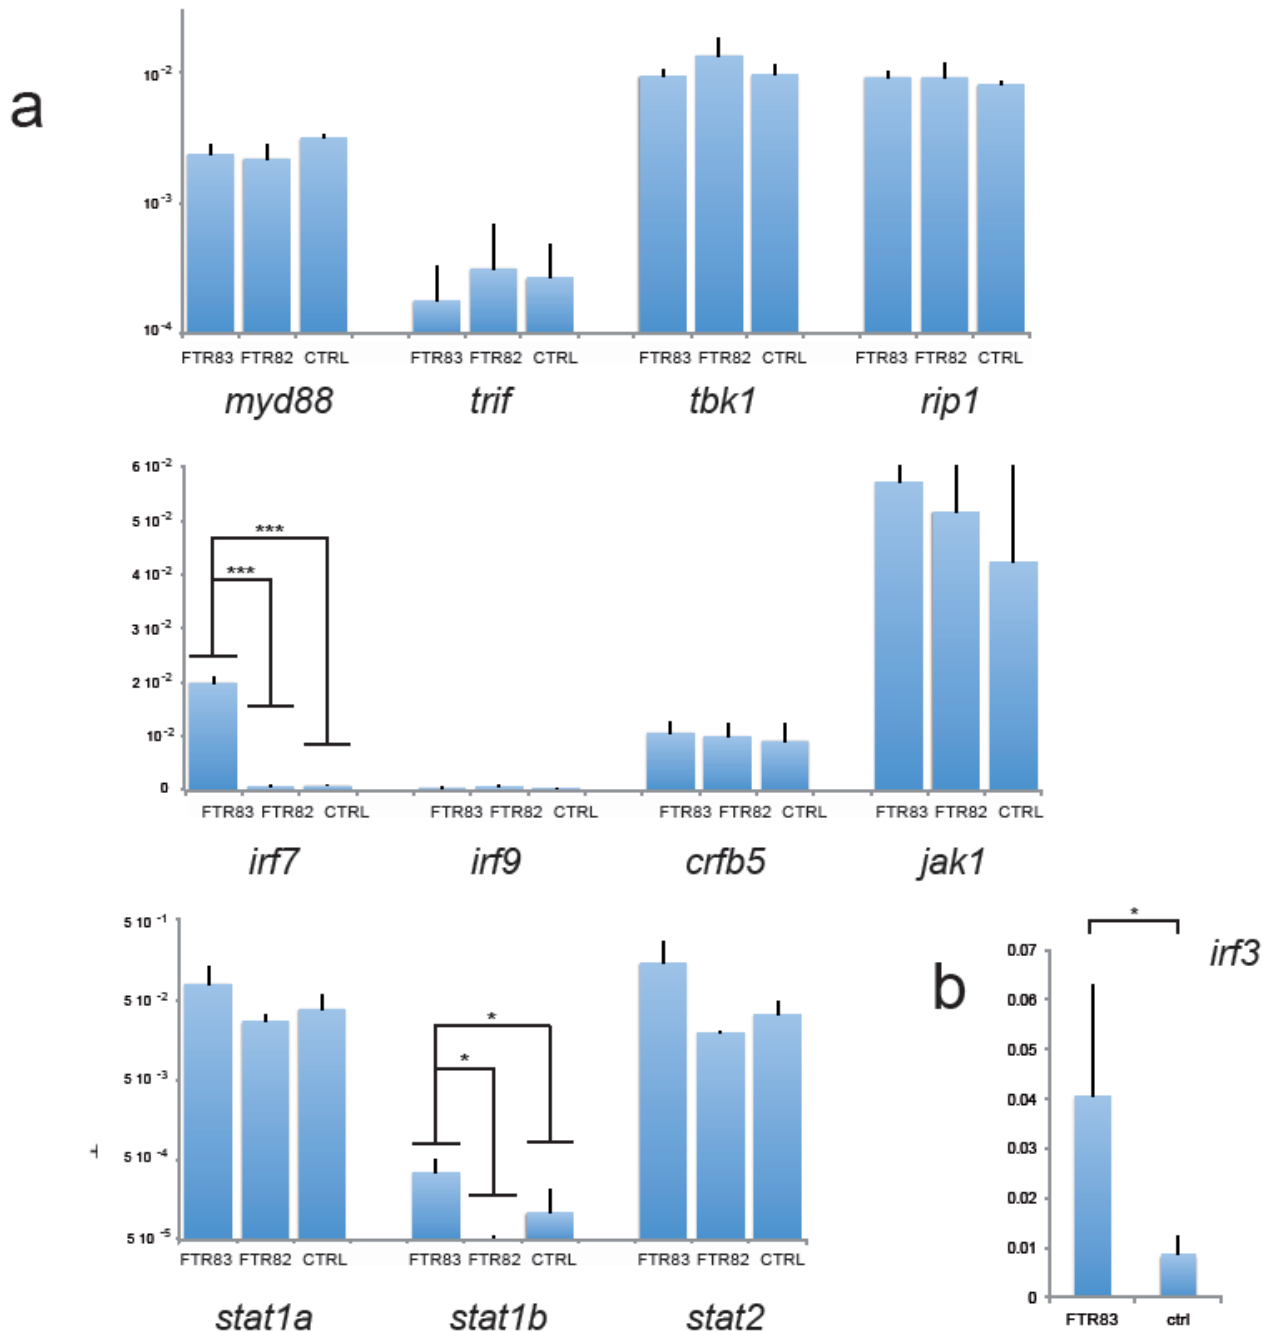 a
10-2
10-3
10-4
FTR83 FTR82 CTRL FTR83 FTR82 CTRL FTR83 FTR82 CTRL FTR83 FTR82 CTRL
myd88 trif tbk1 rip1
6 10-2
5 10-2
4 10-2
3 10-2
2 10-2
10-2
0
***
***
FTR83 FTR82 CTRL FTR83 FTR82 CTRL FTR83 FTR82 CTRL FTR83 FTR82 CTRL
irf7 irf9 crfb5 jak1
5 10-1
5 10-2
5 10-3
5 10-4
5 10-5
*
*
FTR83 FTR82 CTRL FTR83 FTR82 CTRL FTR83 FTR82 CTRL
stat1a stat1b stat2
b
*
irf3
0.07
0.06
0.05
0.04
0.03
0.02
0.01
0
FTR83 ctrl